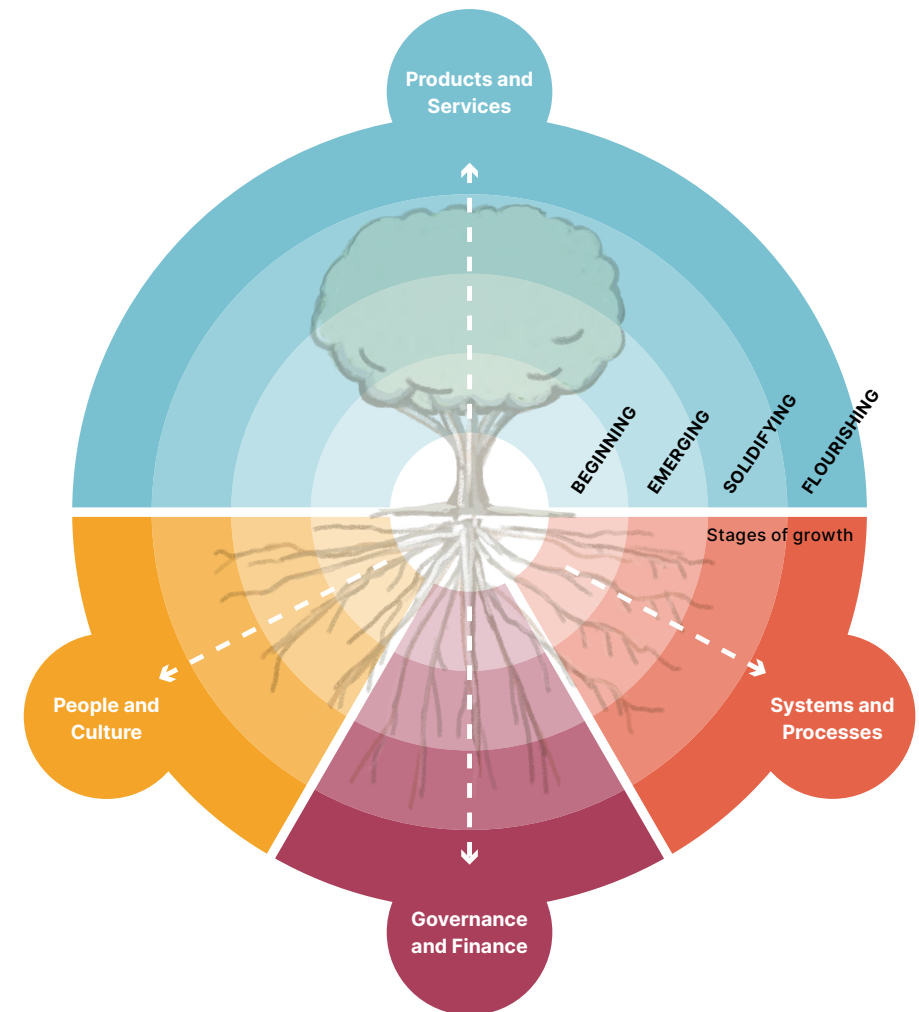 Products and
Services
BEGINNING
EMERGING
SOLIDIFYING
FLOURISHING
Stages of growth
People and
Culture
Systems and
Processes
Governance
and Finance